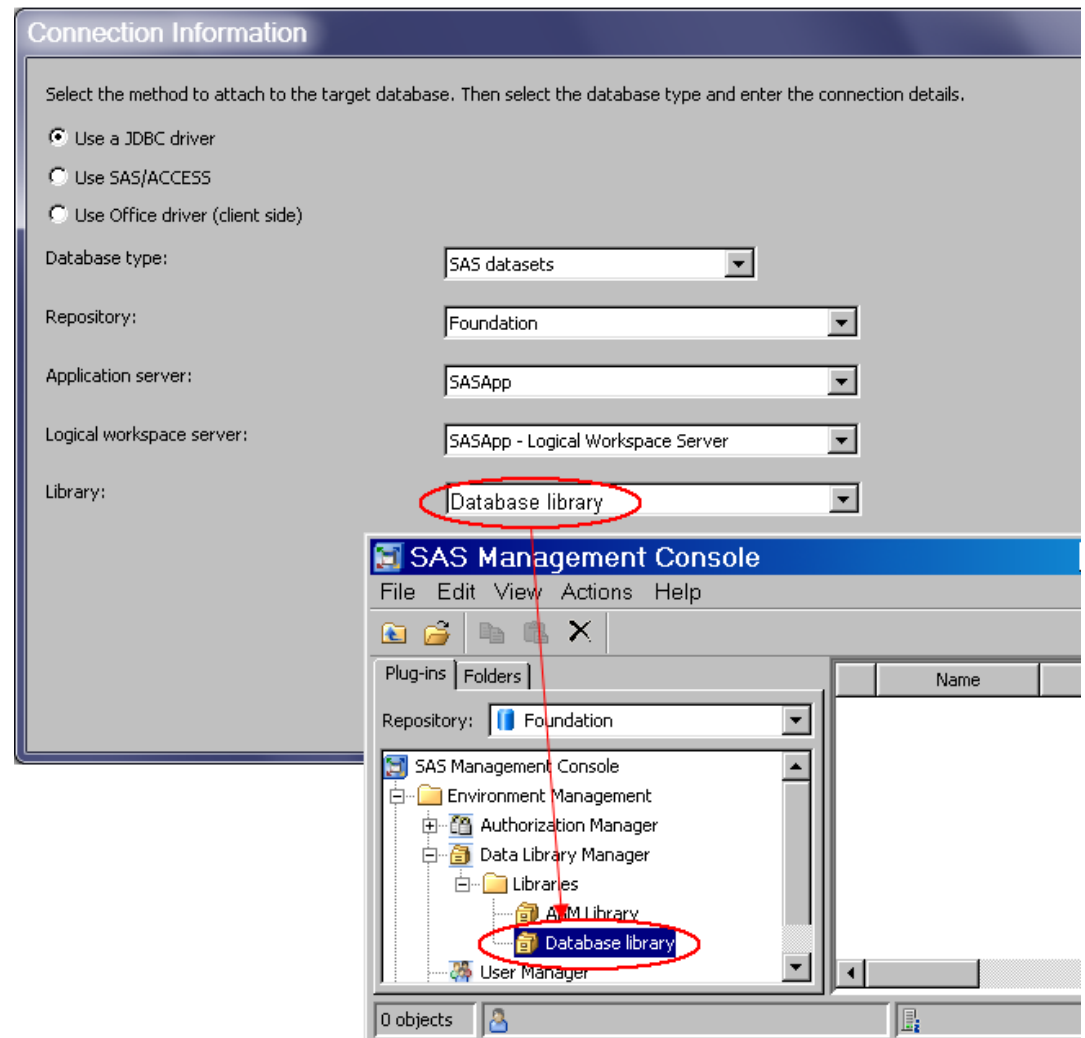 Connection Information
Select the method to attach to the target database. Then select the database type and enter the connection details.
Use a JDBC driver
Use SAS/ACCESS
Use Office driver (client side)
Database type: SAS datasets
Repository: Foundation
Application server: SASApp
Logical workspace server: SASApp - Logical Workspace Server
Library: Database library
SAS Management Console
File Edit View Actions Help
Plug-ins Folders
Name
Repository: Foundation
SAS Management Console
Environment Management
Authorization Manager
Data Library Manager
Libraries
ABM Library
Database library
User Manager
0 objects